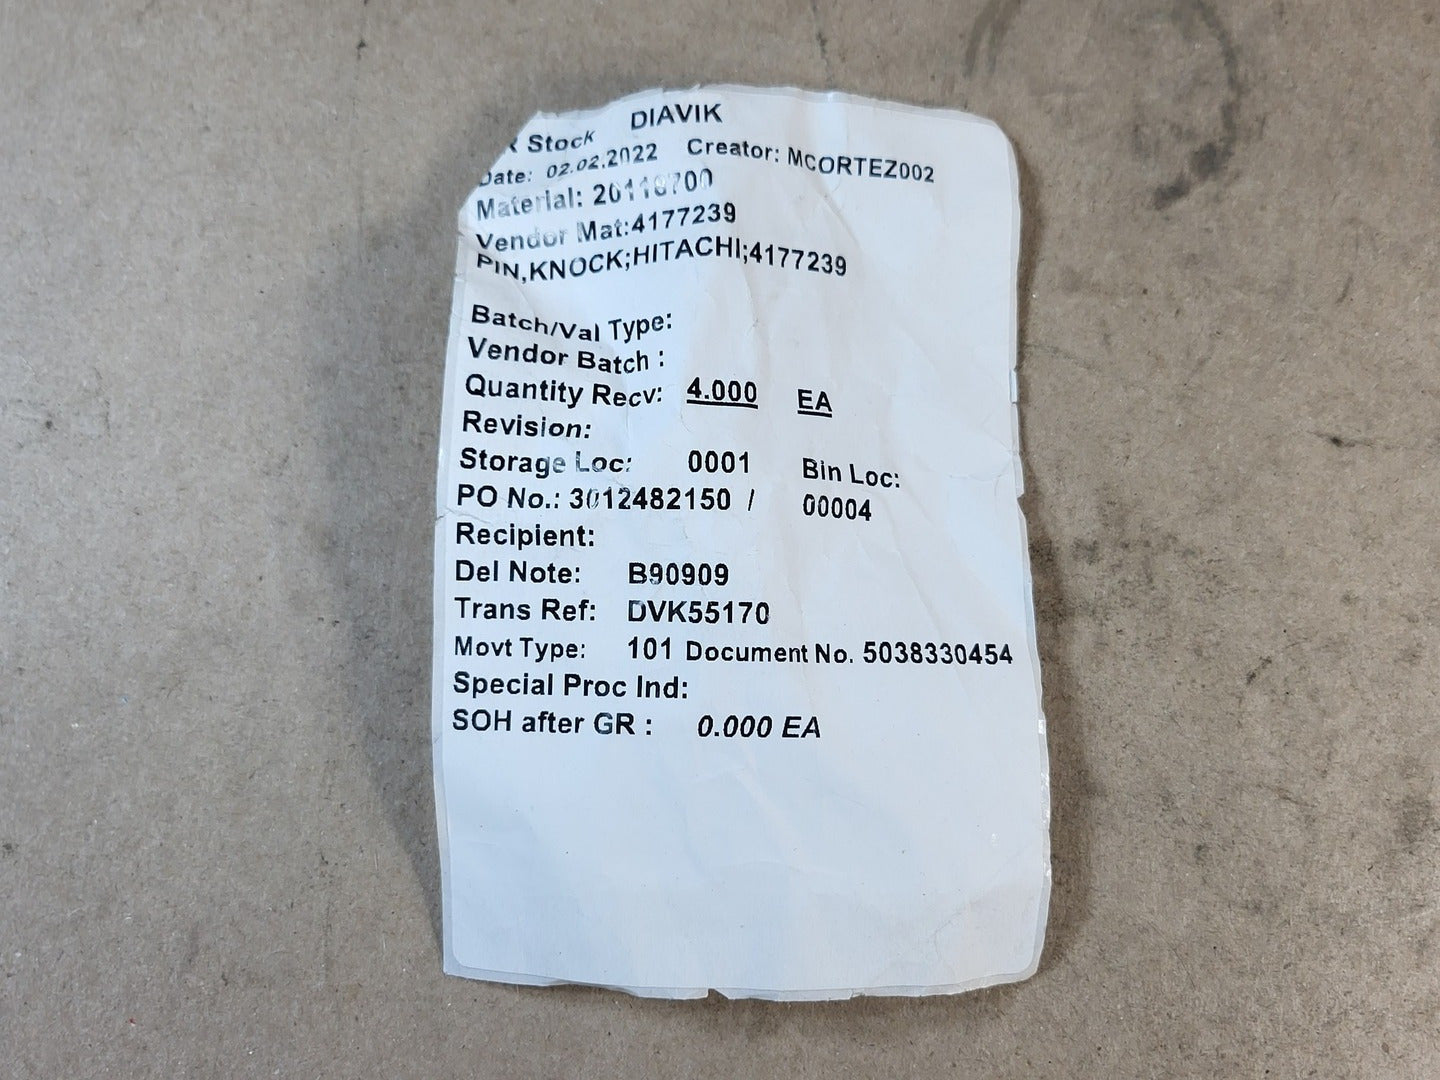 DIAVIK
Stock
Date: 02.02.2022 Creator: MCORTEZ002
Material: 20118700
Vendor Mat:4177239
PIN,KNOCK;HITACHI;4177239
Batch/Val Type:
Vendor Batch :
Quantity Recv: 4.000 EA
Revision:
Storage Loc: 0001 Bin Loc:
PO No.: 3012482150 / 00004
Recipient:
Del Note: B90909
Trans Ref: DVK55170
Movt Type: 101 Document No. 5038330454
Special Proc Ind:
SOH after GR : 0.000 EA